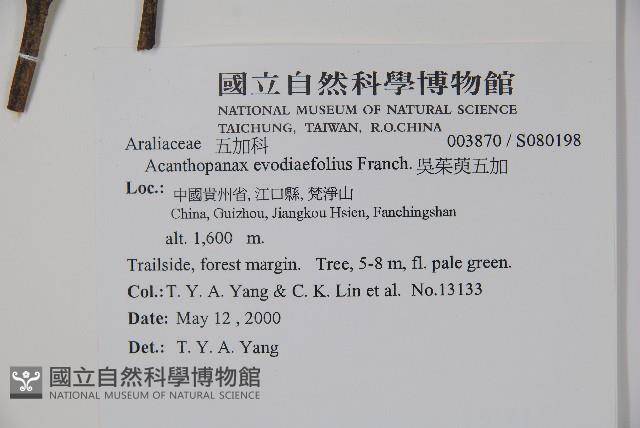 國立自然科學博物館
NATIONAL MUSEUM OF NATURAL SCIENCE
TAICHUNG, TAIWAN, R.O.CHINA
Araliaceae 五加科 003870 / S080198
Acanthopanax evodiaefolius Franch. 吳茱萸五加
Loc.: 中國貴州省, 江口縣, 梵淨山
China, Guizhou, Jiangkou Hsien, Fanchingshan
alt. 1,600 m.
Trailside, forest margin. Tree, 5-8 m, fl. pale green.
Col.: T. Y. A. Yang & C. K. Lin et al. No.13133
Date: May 12 , 2000
Det.: T. Y. A. Yang
國立自然科學博物館
NATIONAL MUSEUM OF NATURAL SCIENCE